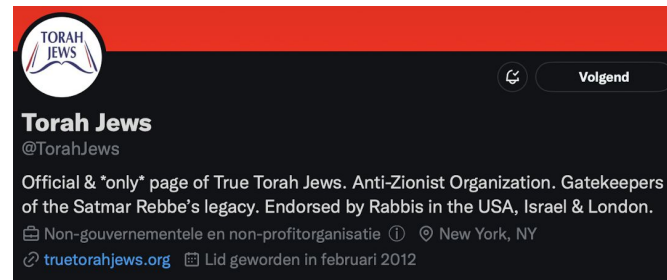 TORAH
JEWS
Volgend
Torah Jews
@TorahJews
Official & *only* page of True Torah Jews. Anti-Zionist Organization. Gatekeepers
of the Satmar Rebbe's legacy. Endorsed by Rabbis in the USA, Israel & London.
Non-gouvernementele en non-profitorganisatie New York, NY
truetorahjews.org Lid geworden in februari 2012